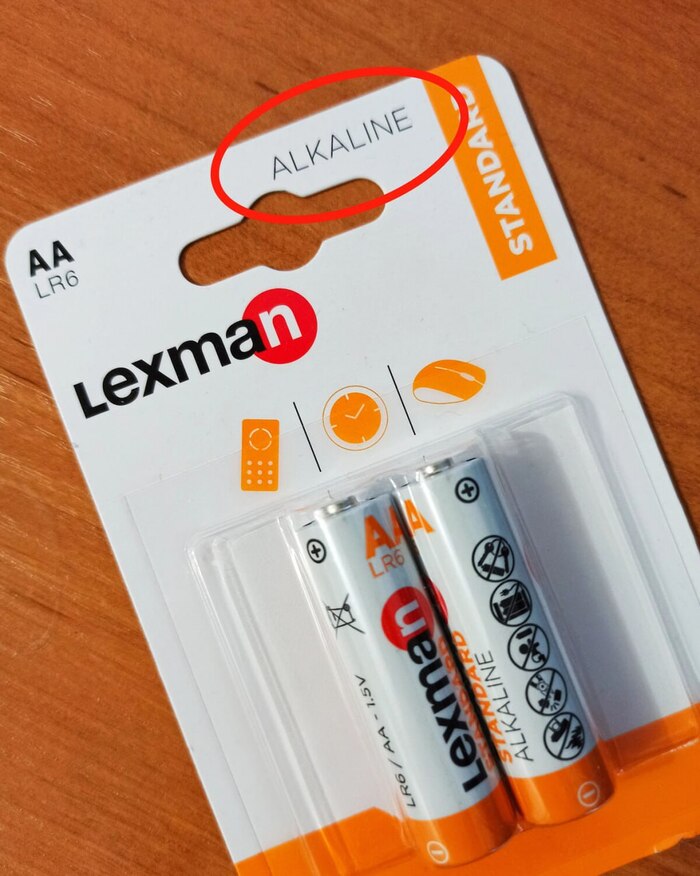 ALKALINE
STANDARD
AA
LR6
Lexman
AA
LR6
Lexman
LR6 / AA - 1.5V
STANDARD
ALKALINE